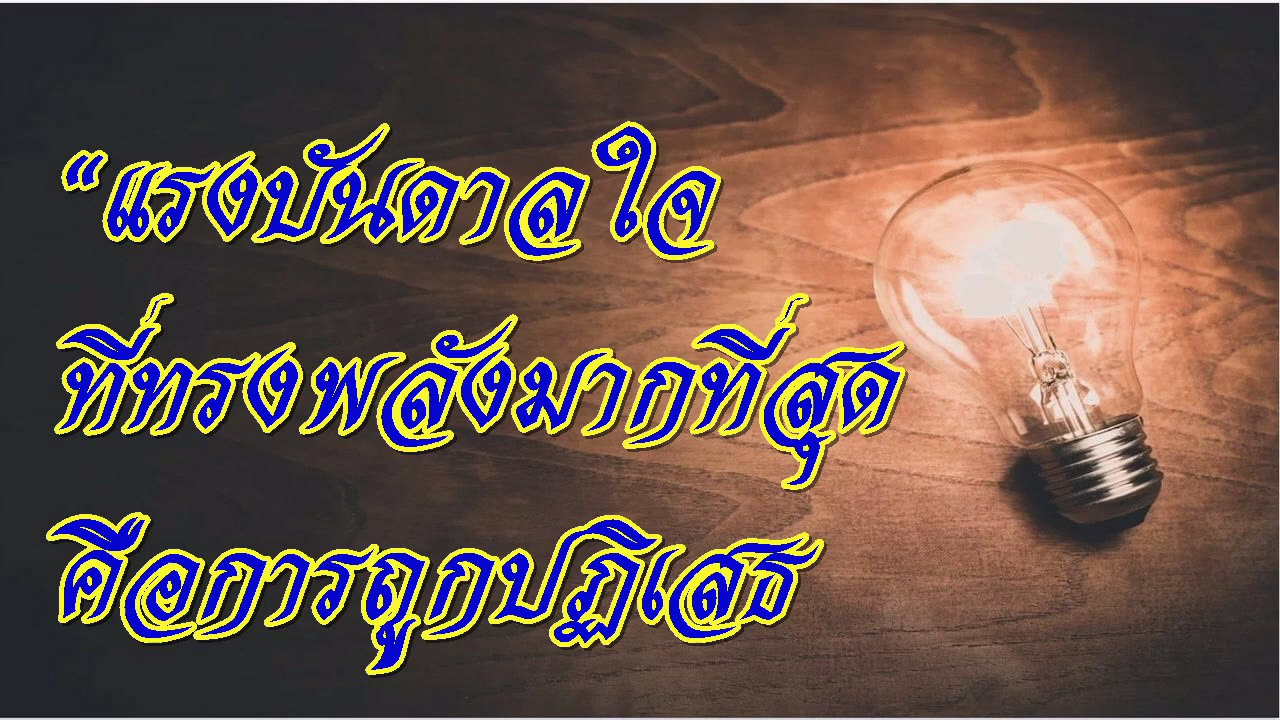 “แรงบันดาลใจ
ที่ทรงพลังมากที่สุด
คือการถูกปฏิเสธ